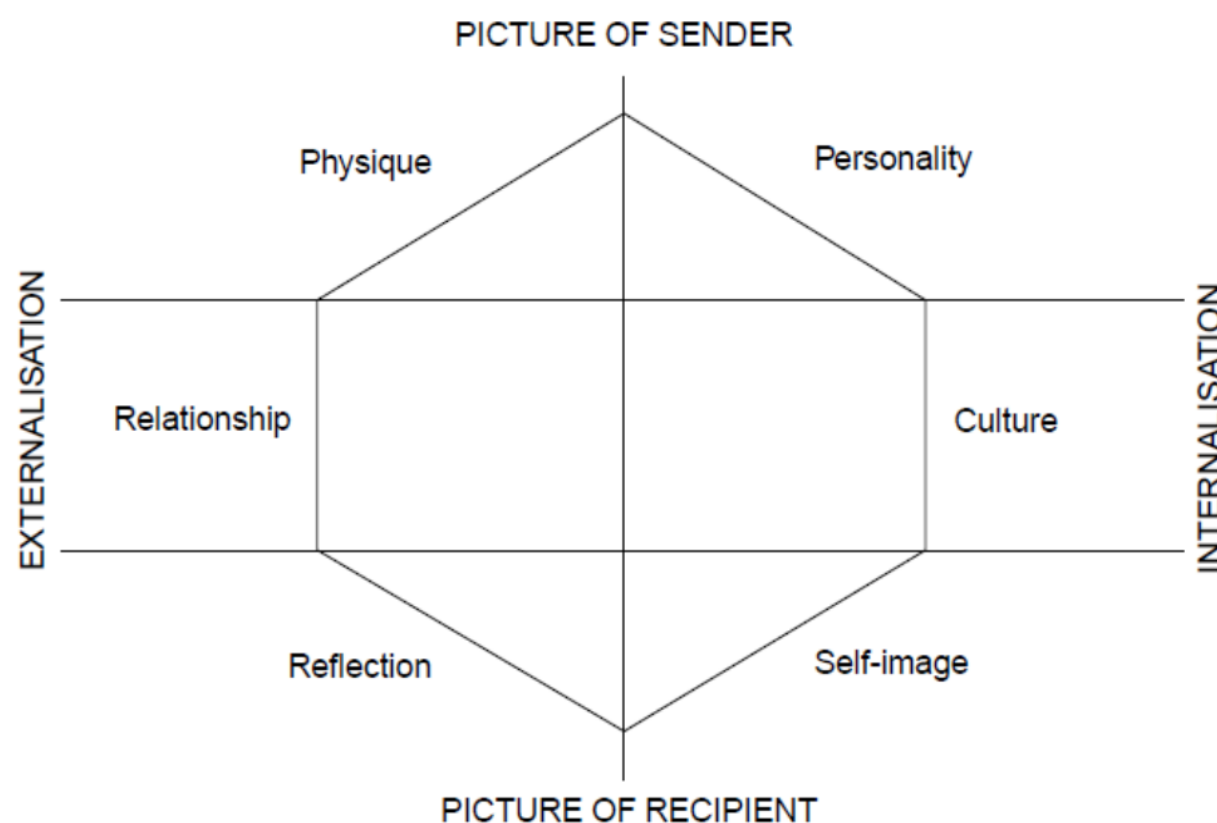 PICTURE OF SENDER
Physique
Personality
EXTERNALISATION
INTERNALISATION
Relationship
Culture
Reflection
Self-image
PICTURE OF RECIPIENT